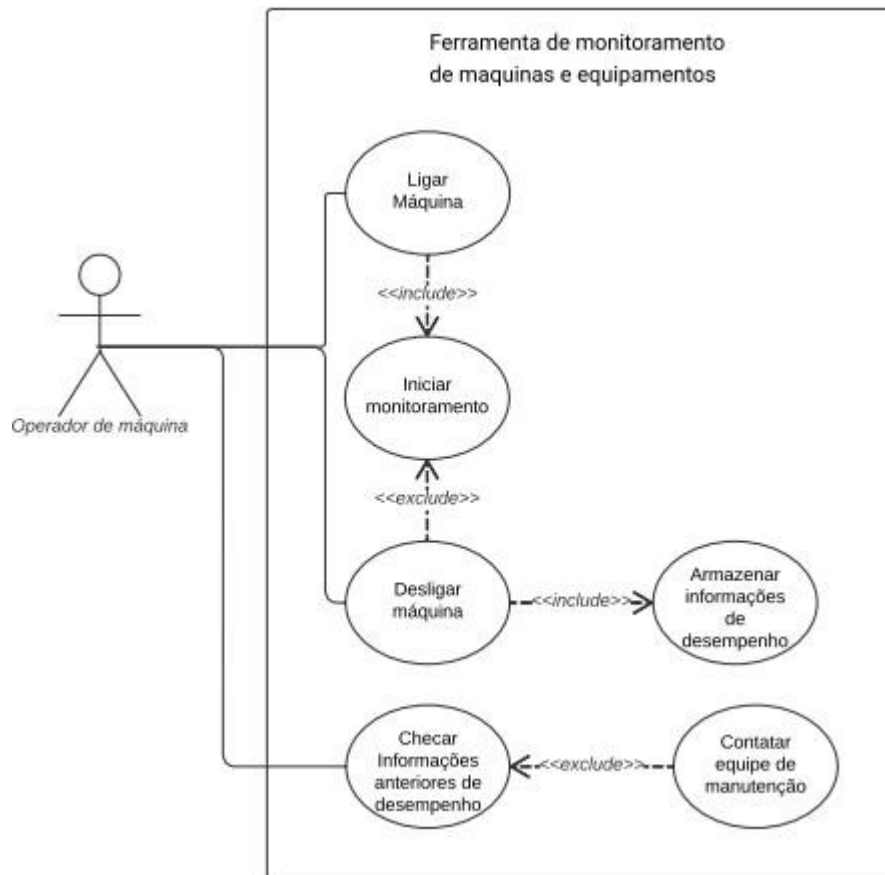 Ferramenta de monitoramento
de maquinas e equipamentos
Ligar
Máquina
<<include>>
Iniciar
monitoramento
Operador de máquina
<<exclude>>
Desligar
máquina
<<include>>
Armazenar
informações
de
desempenho
Checar
Informações
anteriores de
desempenho
<<exclude>>
Contatar
equipe de
manutenção